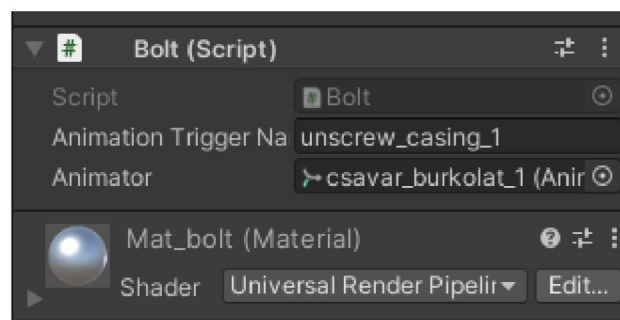 # Bolt (Script)
Script # Bolt
Animation Trigger Na unscrew_casing_1
Animator csavar_burkolat_1 (Anir
Mat_bolt (Material) ?
Shader Universal Render Pipelir Edit...